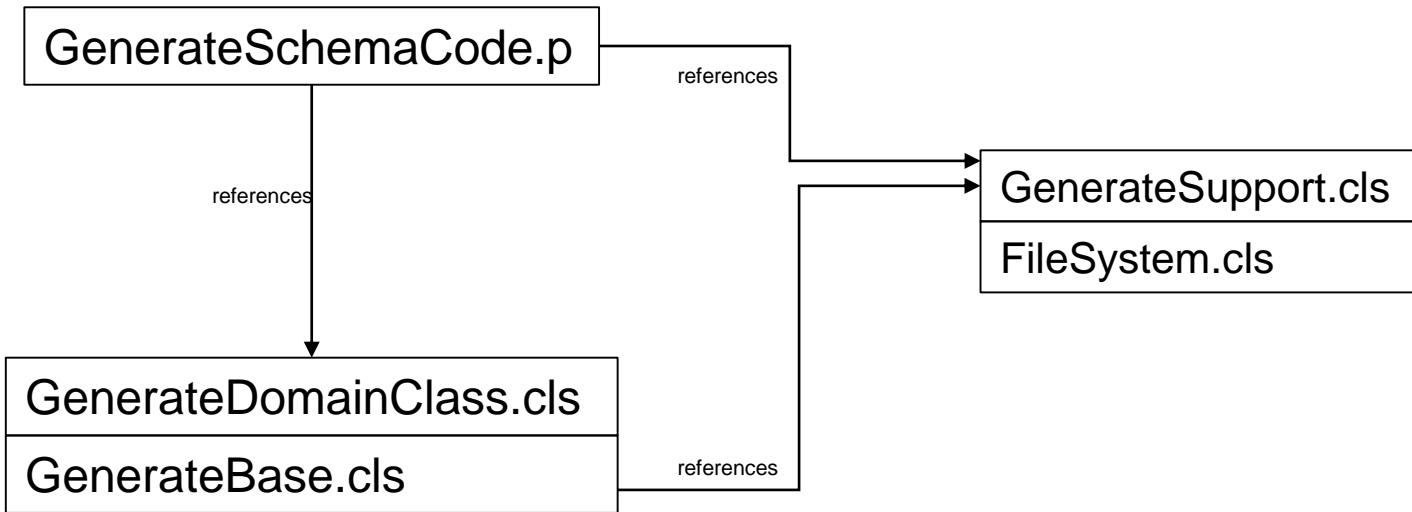 GenerateSchemaCode.p
references
references
GenerateSupport.cls
FileSystem.cls
GenerateDomainClass.cls
GenerateBase.cls
references